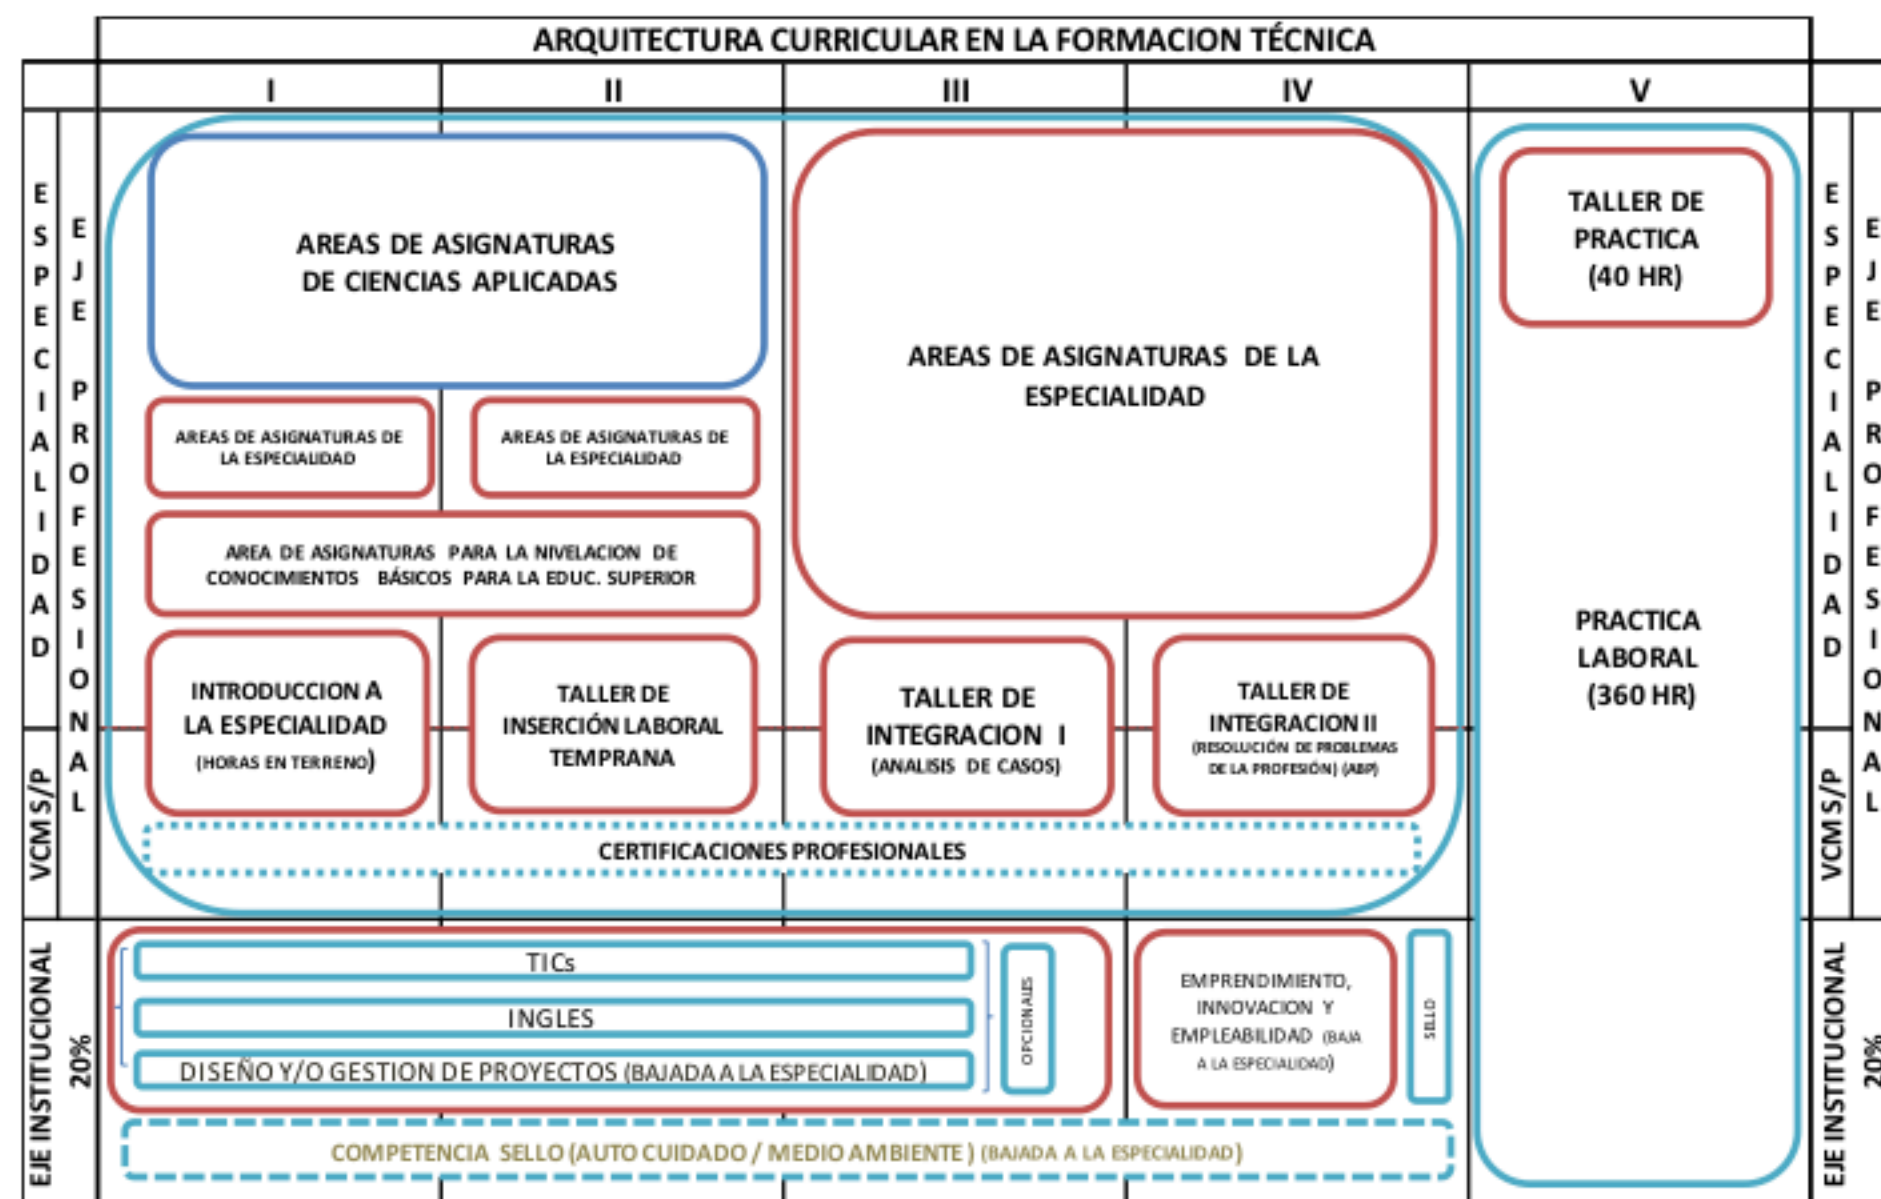 ARQUITECTURA CURRICULAR EN LA FORMACION TÉCNICA
I II III IV V
ESPECIALIDAD
EJE PROFESIONAL
VCM S/P
EJE INSTITUCIONAL
20%
AREAS DE ASIGNATURAS
DE CIENCIAS APLICADAS
AREAS DE ASIGNATURAS DE
LA ESPECIALIDAD
AREAS DE ASIGNATURAS DE
LA ESPECIALIDAD
AREA DE ASIGNATURAS PARA LA NIVELACION DE
CONOCIMIENTOS BÁSICOS PARA LA EDUC. SUPERIOR
INTRODUCCION A
LA ESPECIALIDAD
(HORAS EN TERRENO)
TALLER DE
INSERCIÓN LABORAL
TEMPRANA
AREAS DE ASIGNATURAS DE LA
ESPECIALIDAD
TALLER DE
INTEGRACION I
(ANALISIS DE CASOS)
TALLER DE
INTEGRACION II
(RESOLUCIÓN DE PROBLEMAS
DE LA PROFESIÓN) (ABP)
CERTIFICACIONES PROFESIONALES
TALLER DE
PRACTICA
(40 HR)
PRACTICA
LABORAL
(360 HR)
TICs
INGLES
DISEÑO Y/O GESTION DE PROYECTOS (BAJADA A LA ESPECIALIDAD)
OPCIONALES
EMPRENDIMIENTO,
INNOVACION Y
EMPLEABILIDAD (BAJA
A LA ESPECIALIDAD)
SELLO
COMPETENCIA SELLO (AUTO CUIDADO / MEDIO AMBIENTE ) (BAJADA A LA ESPECIALIDAD)
ESPECIALIDAD
EJE PROFESIONAL
VCM S/P
EJE INSTITUCIONAL
20%